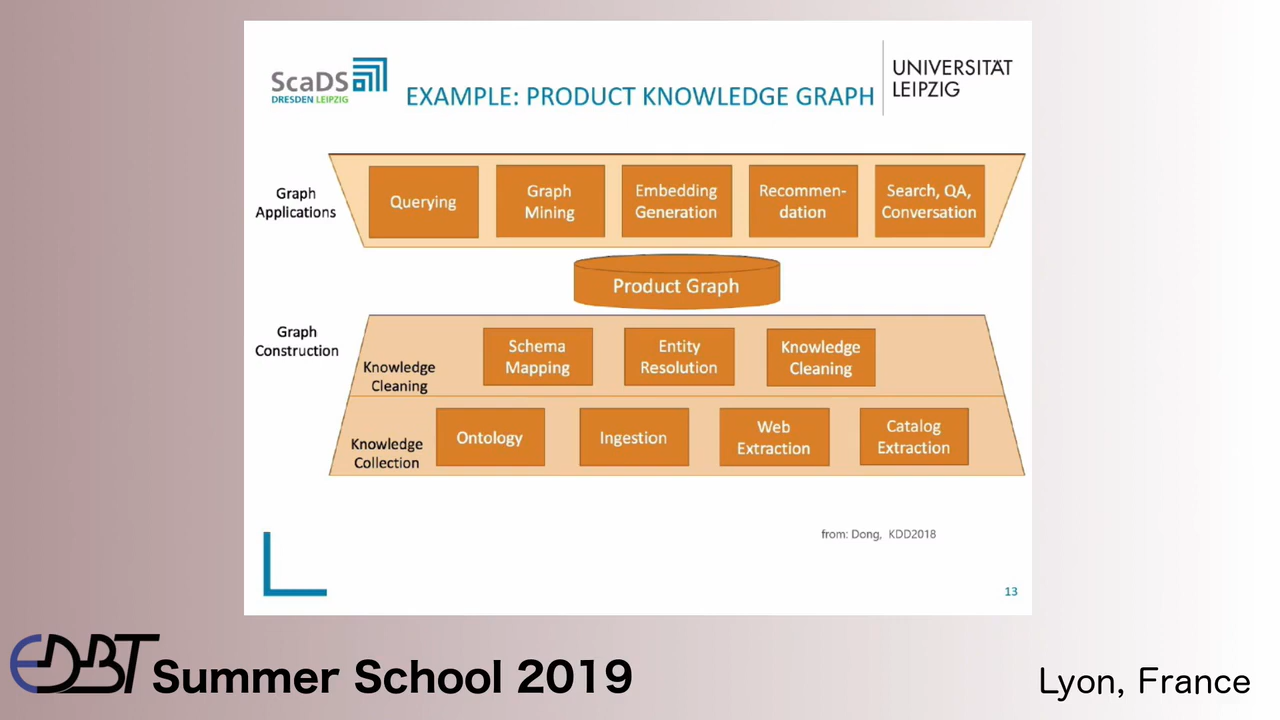 ScaDS
DRESDEN LEIPZIG
EXAMPLE: PRODUCT KNOWLEDGE GRAPH
UNIVERSITÄT
LEIPZIG
Graph
Applications
Querying
Graph
Mining
Embedding
Generation
Recommen-
dation
Search, QA,
Conversation
Product Graph
Graph
Construction
Knowledge
Cleaning
Schema
Mapping
Entity
Resolution
Knowledge
Cleaning
Knowledge
Collection
Ontology
Ingestion
Web
Extraction
Catalog
Extraction
from: Dong, KDD2018
13
EDBT Summer School 2019
Lyon, France